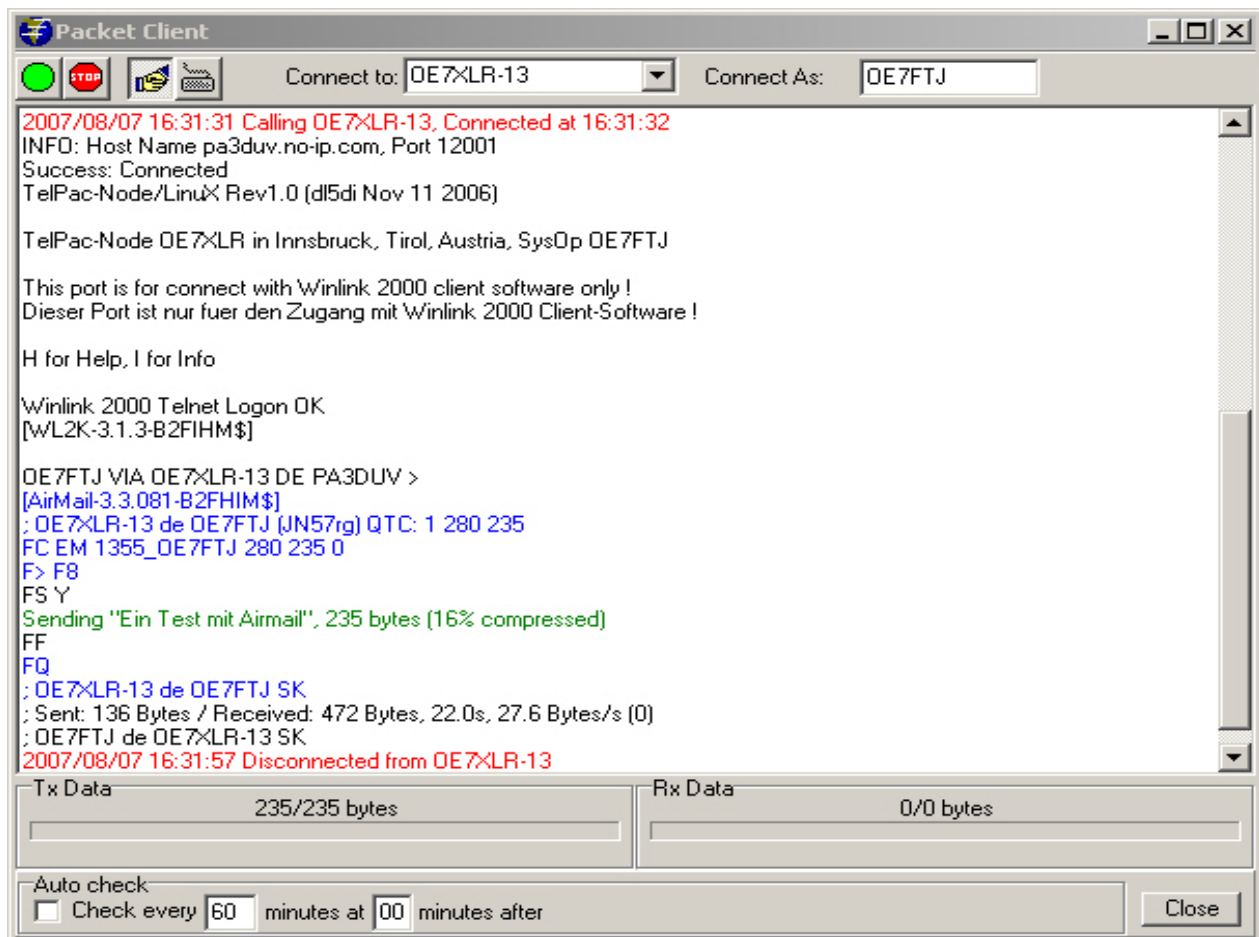 Packet Client
STOP
Connect to: OE7XLR-13 Connect As: OE7FTJ
2007/08/07 16:31:31 Calling OE7XLR-13, Connected at 16:31:32
INFO: Host Name pa3duv.no-ip.com, Port 12001
Success: Connected
TelPac-Node/LinuX Rev1.0 (dl5di Nov 11 2006)
TelPac-Node OE7XLR in Innsbruck, Tirol, Austria, SysOp OE7FTJ
This port is for connect with Winlink 2000 client software only !
Dieser Port ist nur fuer den Zugang mit Winlink 2000 Client-Software !
H for Help, I for Info
Winlink 2000 Telnet Logon OK
[WL2K-3.1.3-B2FIHM$]
OE7FTJ VIA OE7XLR-13 DE PA3DUV >
[AirMail-3.3.081-B2FHIM$]
; OE7XLR-13 de OE7FTJ (JN57rg) QTC: 1 280 235
FC EM 1355_OE7FTJ 280 235 0
F> F8
FS Y
Sending "Ein Test mit Airmail", 235 bytes (16% compressed)
FF
FQ
; OE7XLR-13 de OE7FTJ SK
; Sent: 136 Bytes / Received: 472 Bytes, 22.0s, 27.6 Bytes/s (0)
; OE7FTJ de OE7XLR-13 SK
2007/08/07 16:31:57 Disconnected from OE7XLR-13
Tx Data
235/235 bytes
Rx Data
0/0 bytes
Auto check
Check every 60 minutes at 00 minutes after
Close